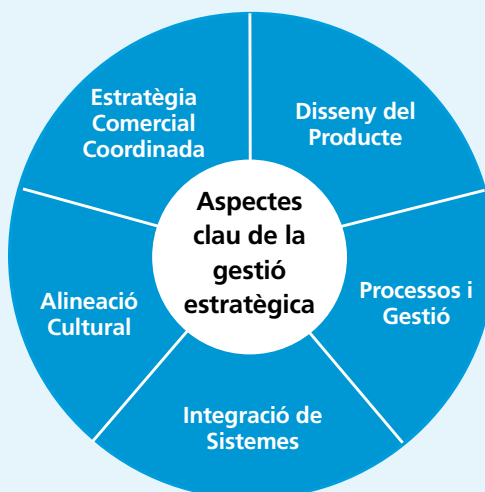 Estratègia
Comercial
Coordinada
Disseny del
Producte
Aspectes
clau de la
gestió
estratègica
Alineació
Cultural
Processos i
Gestió
Integració de
Sistemes